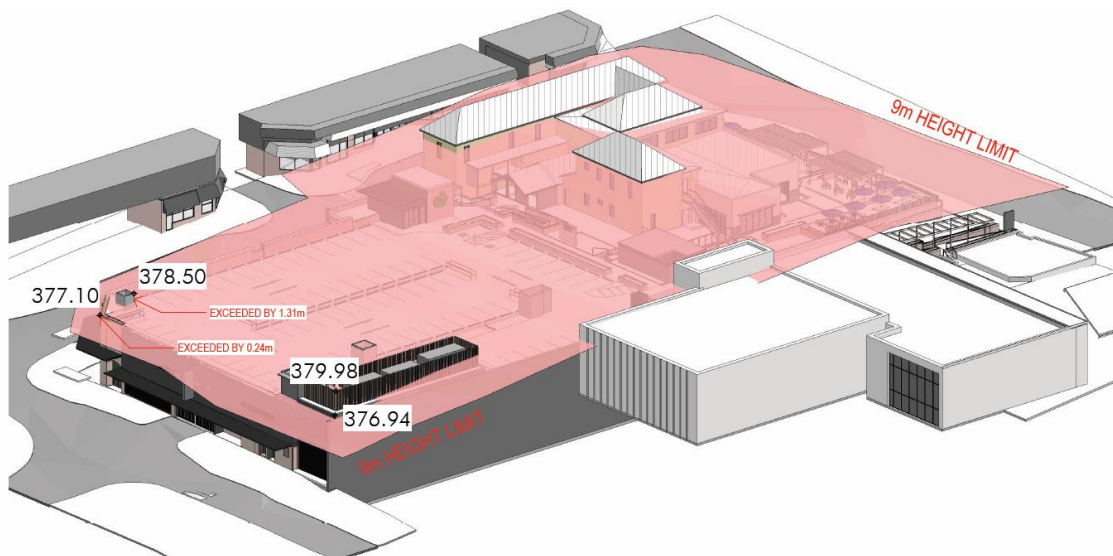 9m HEIGHT LIMIT
378.50
377.10
EXCEEDED BY 1.31m
EXCEEDED BY 0.24m
379.98
376.94
9m HEIGHT LIMIT